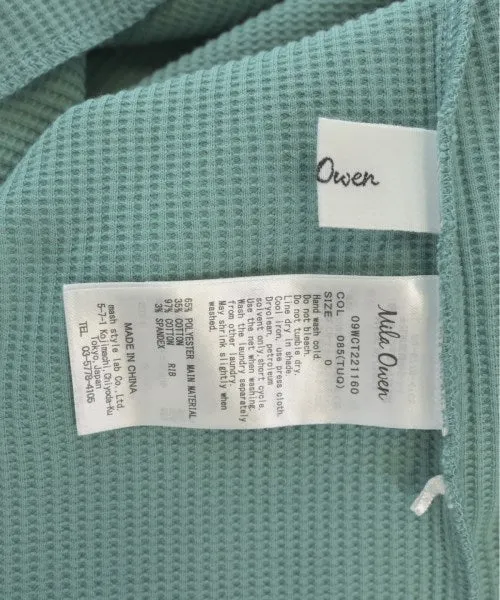 Owen
Mila Owen
09WCT221160
COL 085(TUQ)
SIZE 0
Hand wash cold.
Do not bleach.
Do not tumble dry.
Line dry in shade.
Cool iron, use press cloth
Dryclean, petroleum
solvent only, short cycle.
Use the net when washing.
Wash the laundry separately
from other laundry.
May shrink slightly when
washed.
65% POLYESTER MAIN MATERIAL
35% COTTON
97% COTTON RIB
3% SPANDEX
MADE IN CHINA
mash style lab Co., Ltd.
5-7-1 Kojimachi, Chiyoda-Ku
Tokyo Japan
TEL 03-5778-4106